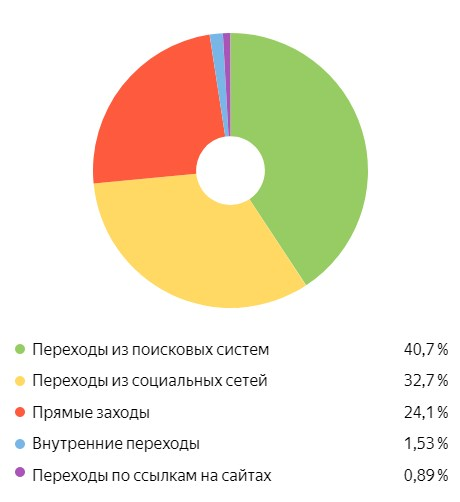 Переходы из поисковых систем 40,7 %
Переходы из социальных сетей 32,7 %
Прямые заходы 24,1 %
Внутренние переходы 1,53 %
Переходы по ссылкам на сайтах 0,89 %